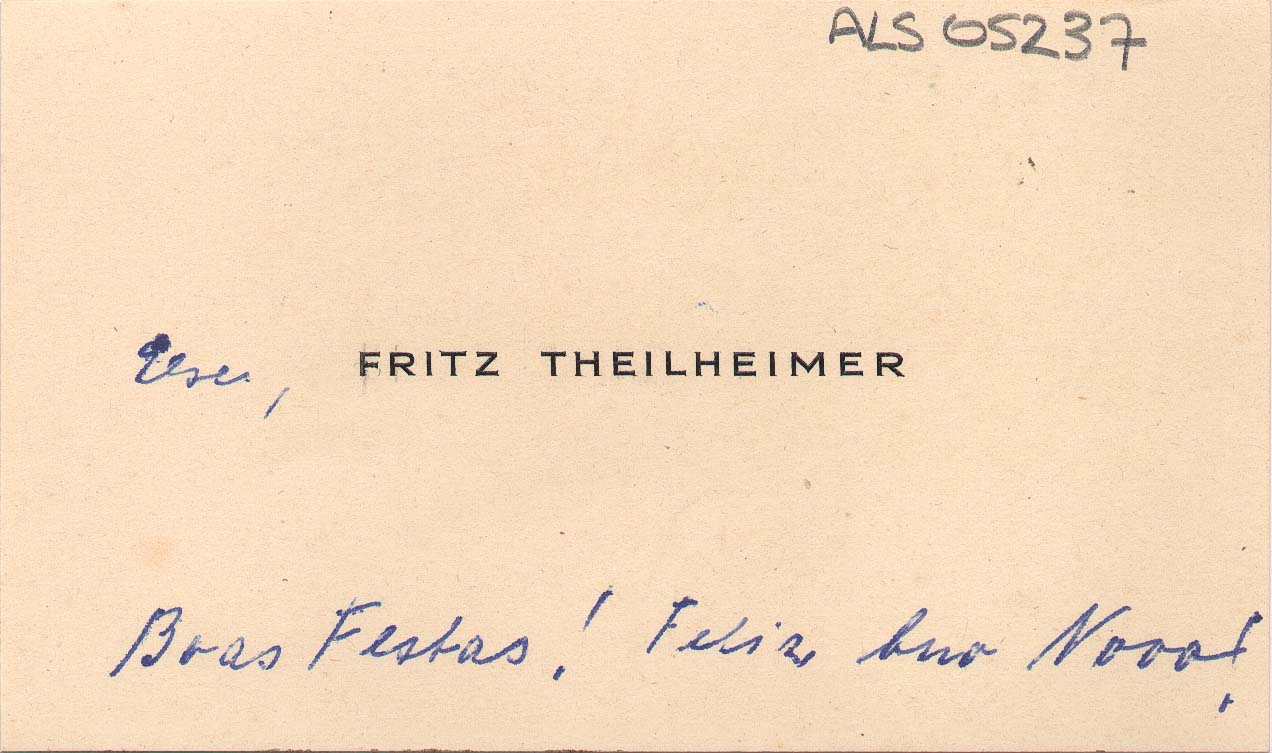 ALS 05237
Else, FRITZ THEILHEIMER
Boas Festas! Feliz Ano Novo!